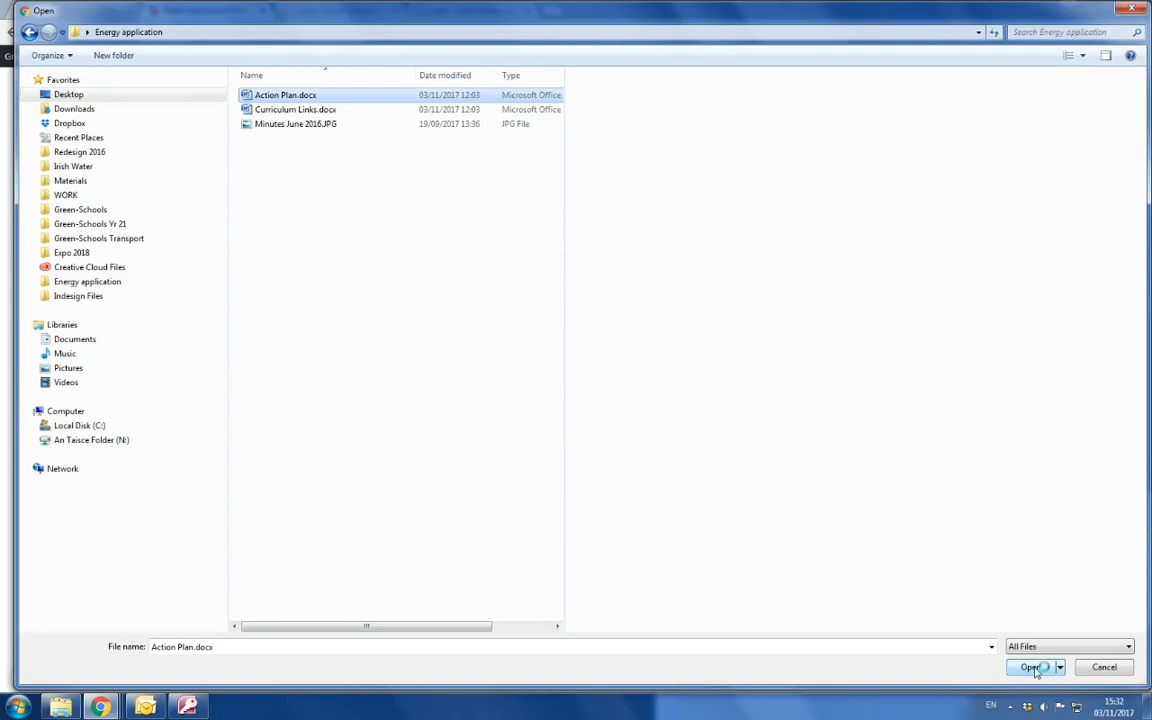 Open
Energy application
Search Energy application
Organize
New folder
Name
Date modified
Type
Favorites
Desktop
Downloads
Dropbox
Recent Places
Redesign 2016
Irish Water
Materials
WORK
Green-Schools
Green-Schools Yr 21
Green-Schools Transport
Expo 2018
Creative Cloud Files
Energy application
Indesign Files
Libraries
Documents
Music
Pictures
Videos
Computer
Local Disk (C:)
An Taisce Folder (N:)
Network
Action Plan.docx 03/11/2017 12:03 Microsoft Office
Curriculum Links.docx 03/11/2017 12:03 Microsoft Office
Minutes June 2016.JPG 19/09/2017 13:36 JPG File
File name: Action Plan.docx
All Files
Open
Cancel
EN
15:32
03/11/2017